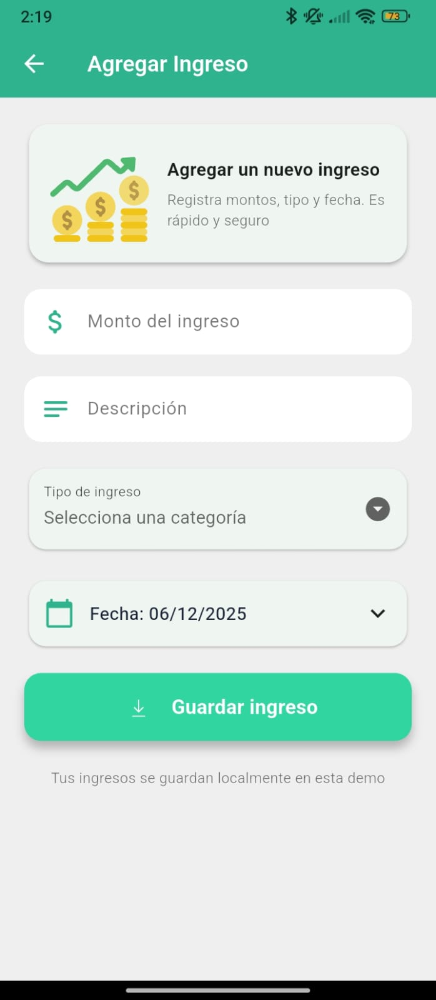 2:19
73
Agregar Ingreso
$
$
$
Agregar un nuevo ingreso
Registra montos, tipo y fecha. Es
rápido y seguro
$ Monto del ingreso
Descripción
Tipo de ingreso
Selecciona una categoría
Fecha: 06/12/2025
Guardar ingreso
Tus ingresos se guardan localmente en esta demo